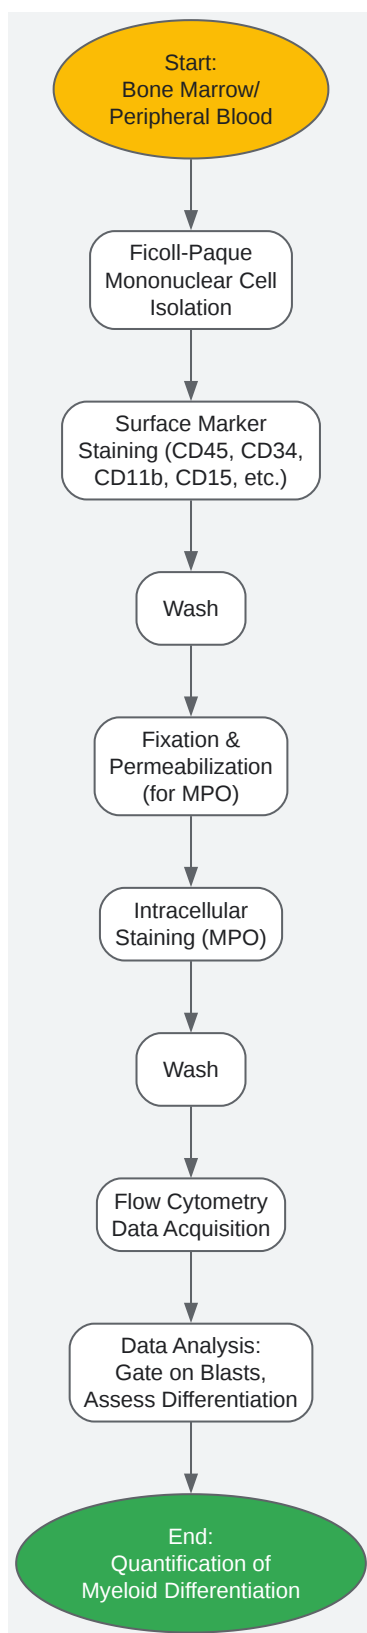 Start:
Bone Marrow/
Peripheral Blood
Ficoll-Paque
Mononuclear Cell
Isolation
Surface Marker
Staining (CD45, CD34,
CD11b, CD15, etc.)
Wash
Fixation &
Permeabilization
(for MPO)
Intracellular
Staining (MPO)
Wash
Flow Cytometry
Data Acquisition
Data Analysis:
Gate on Blasts,
Assess Differentiation
End:
Quantification of
Myeloid Differentiation